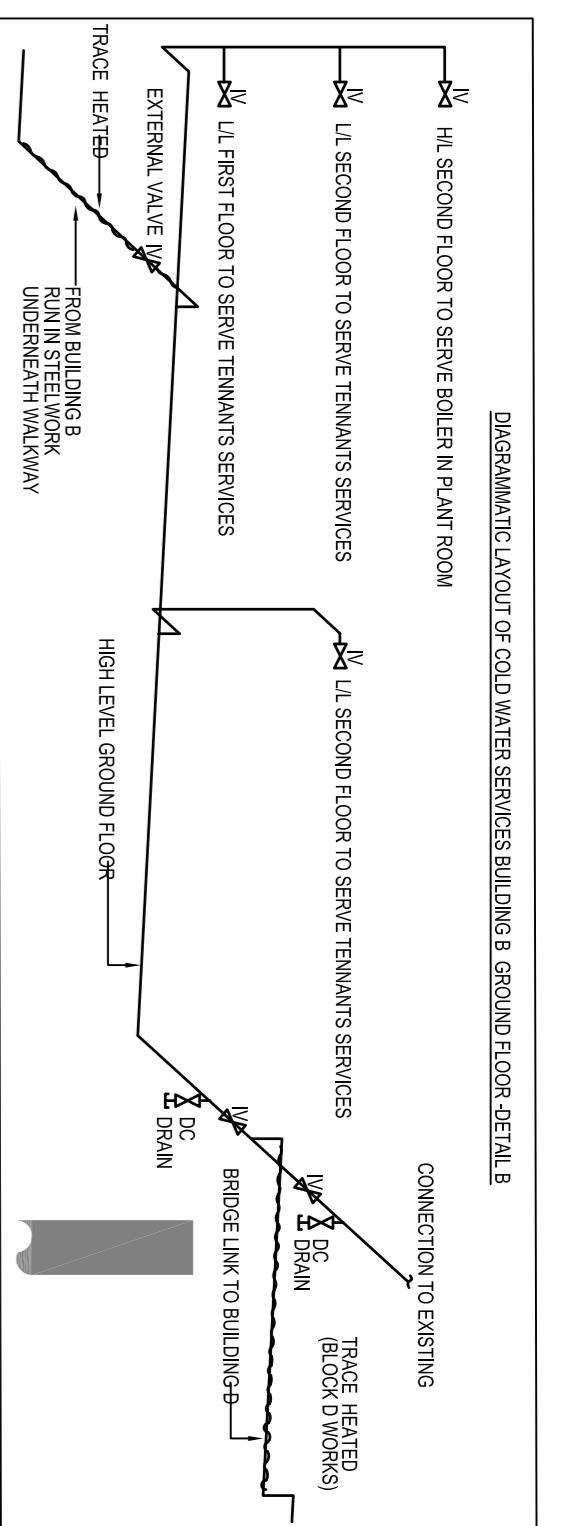 DIAGRAMMATIC LAYOUT OF COLD WATER SERVICES BUILDING B GROUND FLOOR -DETAIL B
IV
H/L SECOND FLOOR TO SERVE BOILER IN PLANT ROOM
IV
L/L SECOND FLOOR TO SERVE TENNANTS SERVICES
IV
L/L FIRST FLOOR TO SERVE TENNANTS SERVICES
EXTERNAL VALVE IV
TRACE HEATED
FROM BUILDING B
RUN IN STEELWORK
UNDERNEATH WALKWAY
IV
L/L SECOND FLOOR TO SERVE TENNANTS SERVICES
HIGH LEVEL GROUND FLOOR
CONNECTION TO EXISTING
IV
DC
DRAIN
IV
DC
DRAIN
TRACE HEATED
(BLOCK D WORKS)
BRIDGE LINK TO BUILDING D